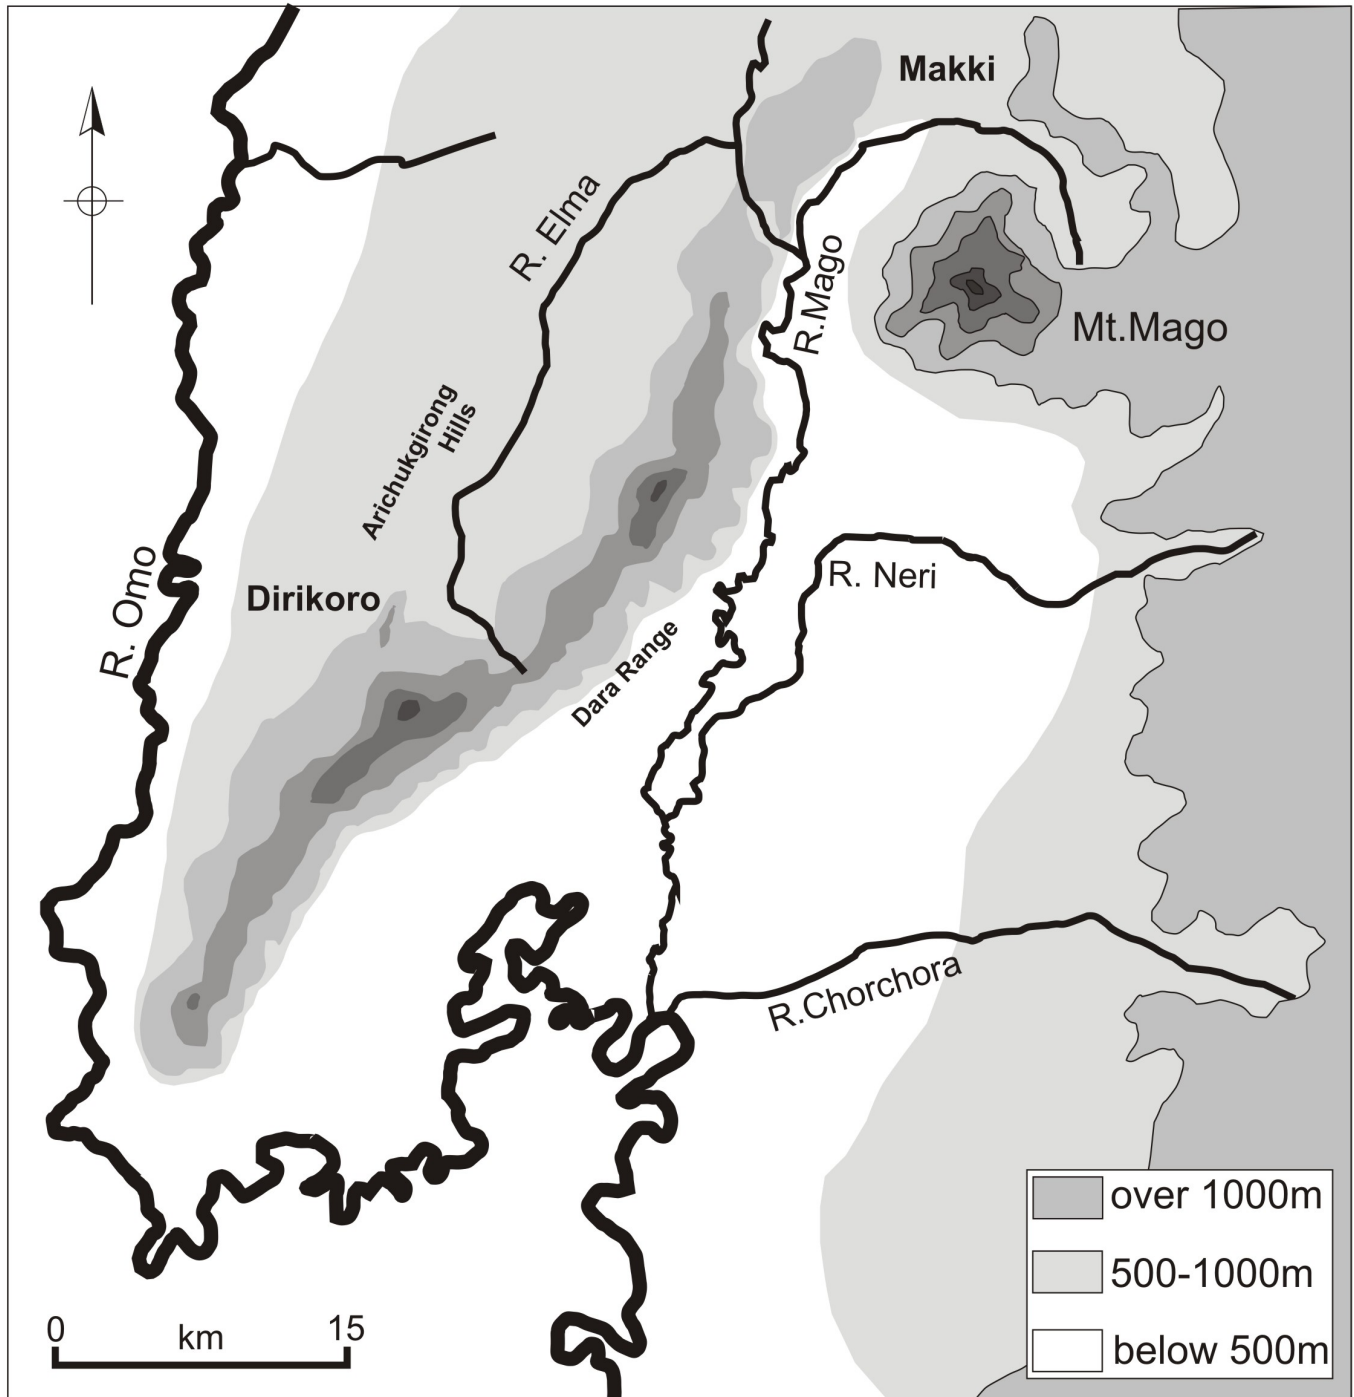 Makki
R. Elma
R.Mago
Mt.Mago
Arichukgirong
Hills
R. Omo
Dirikoro
R. Neri
Dara Range
R.Chorchora
over 1000m
500-1000m
below 500m
0 km 15